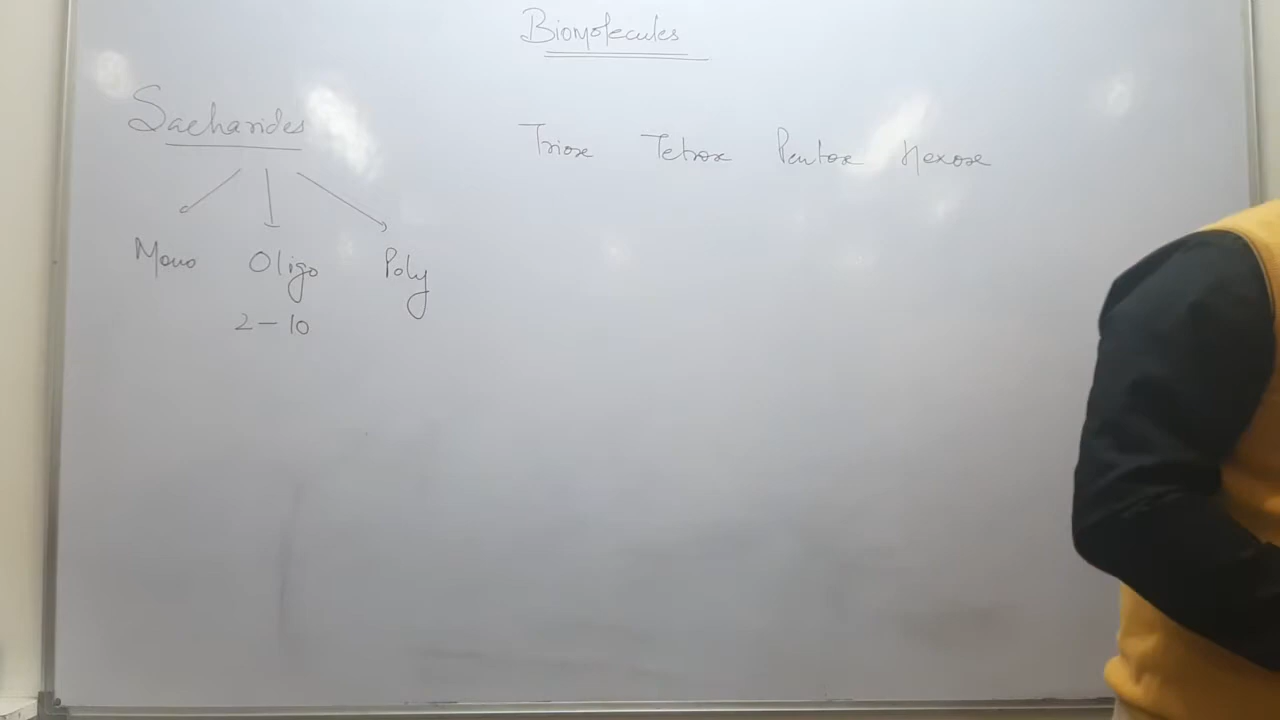 Biomolecules
Sacharides
Triose Tetrose Pentose Hexose
Mono Oligo Poly
2 - 10